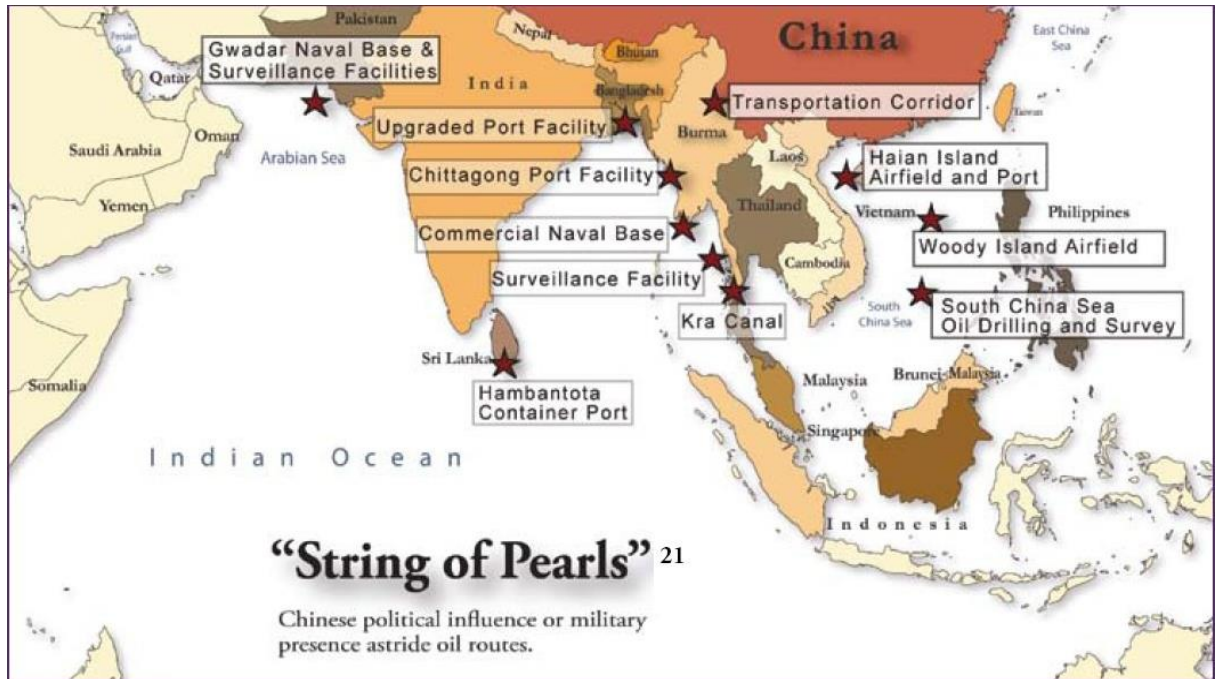 Pakistan
Nepal
China
East China
Sea
Persian
Gulf
Gwadar Naval Base &
Surveillance Facilities
Bhutan
Qatar
India
Bangladesh
Transportation Corridor
Taiwan
Upgraded Port Facility
Burma
Oman
Saudi Arabia
Arabian Sea
Laos
Haian Island
Airfield and Port
Chittagong Port Facility
Yemen
Thailand
Vietnam
Philippines
Commercial Naval Base
Woody Island Airfield
Cambodia
Surveillance Facility
South
China Sea
South China Sea
Oil Drilling and Survey
Kra Canal
Sri Lanka
Somalia
Malaysia
Brunei
Malaysia
Hambantota
Container Port
Singapore
Indian Ocean
Indonesia
“String of Pearls” 21
Chinese political influence or military
presence astride oil routes.